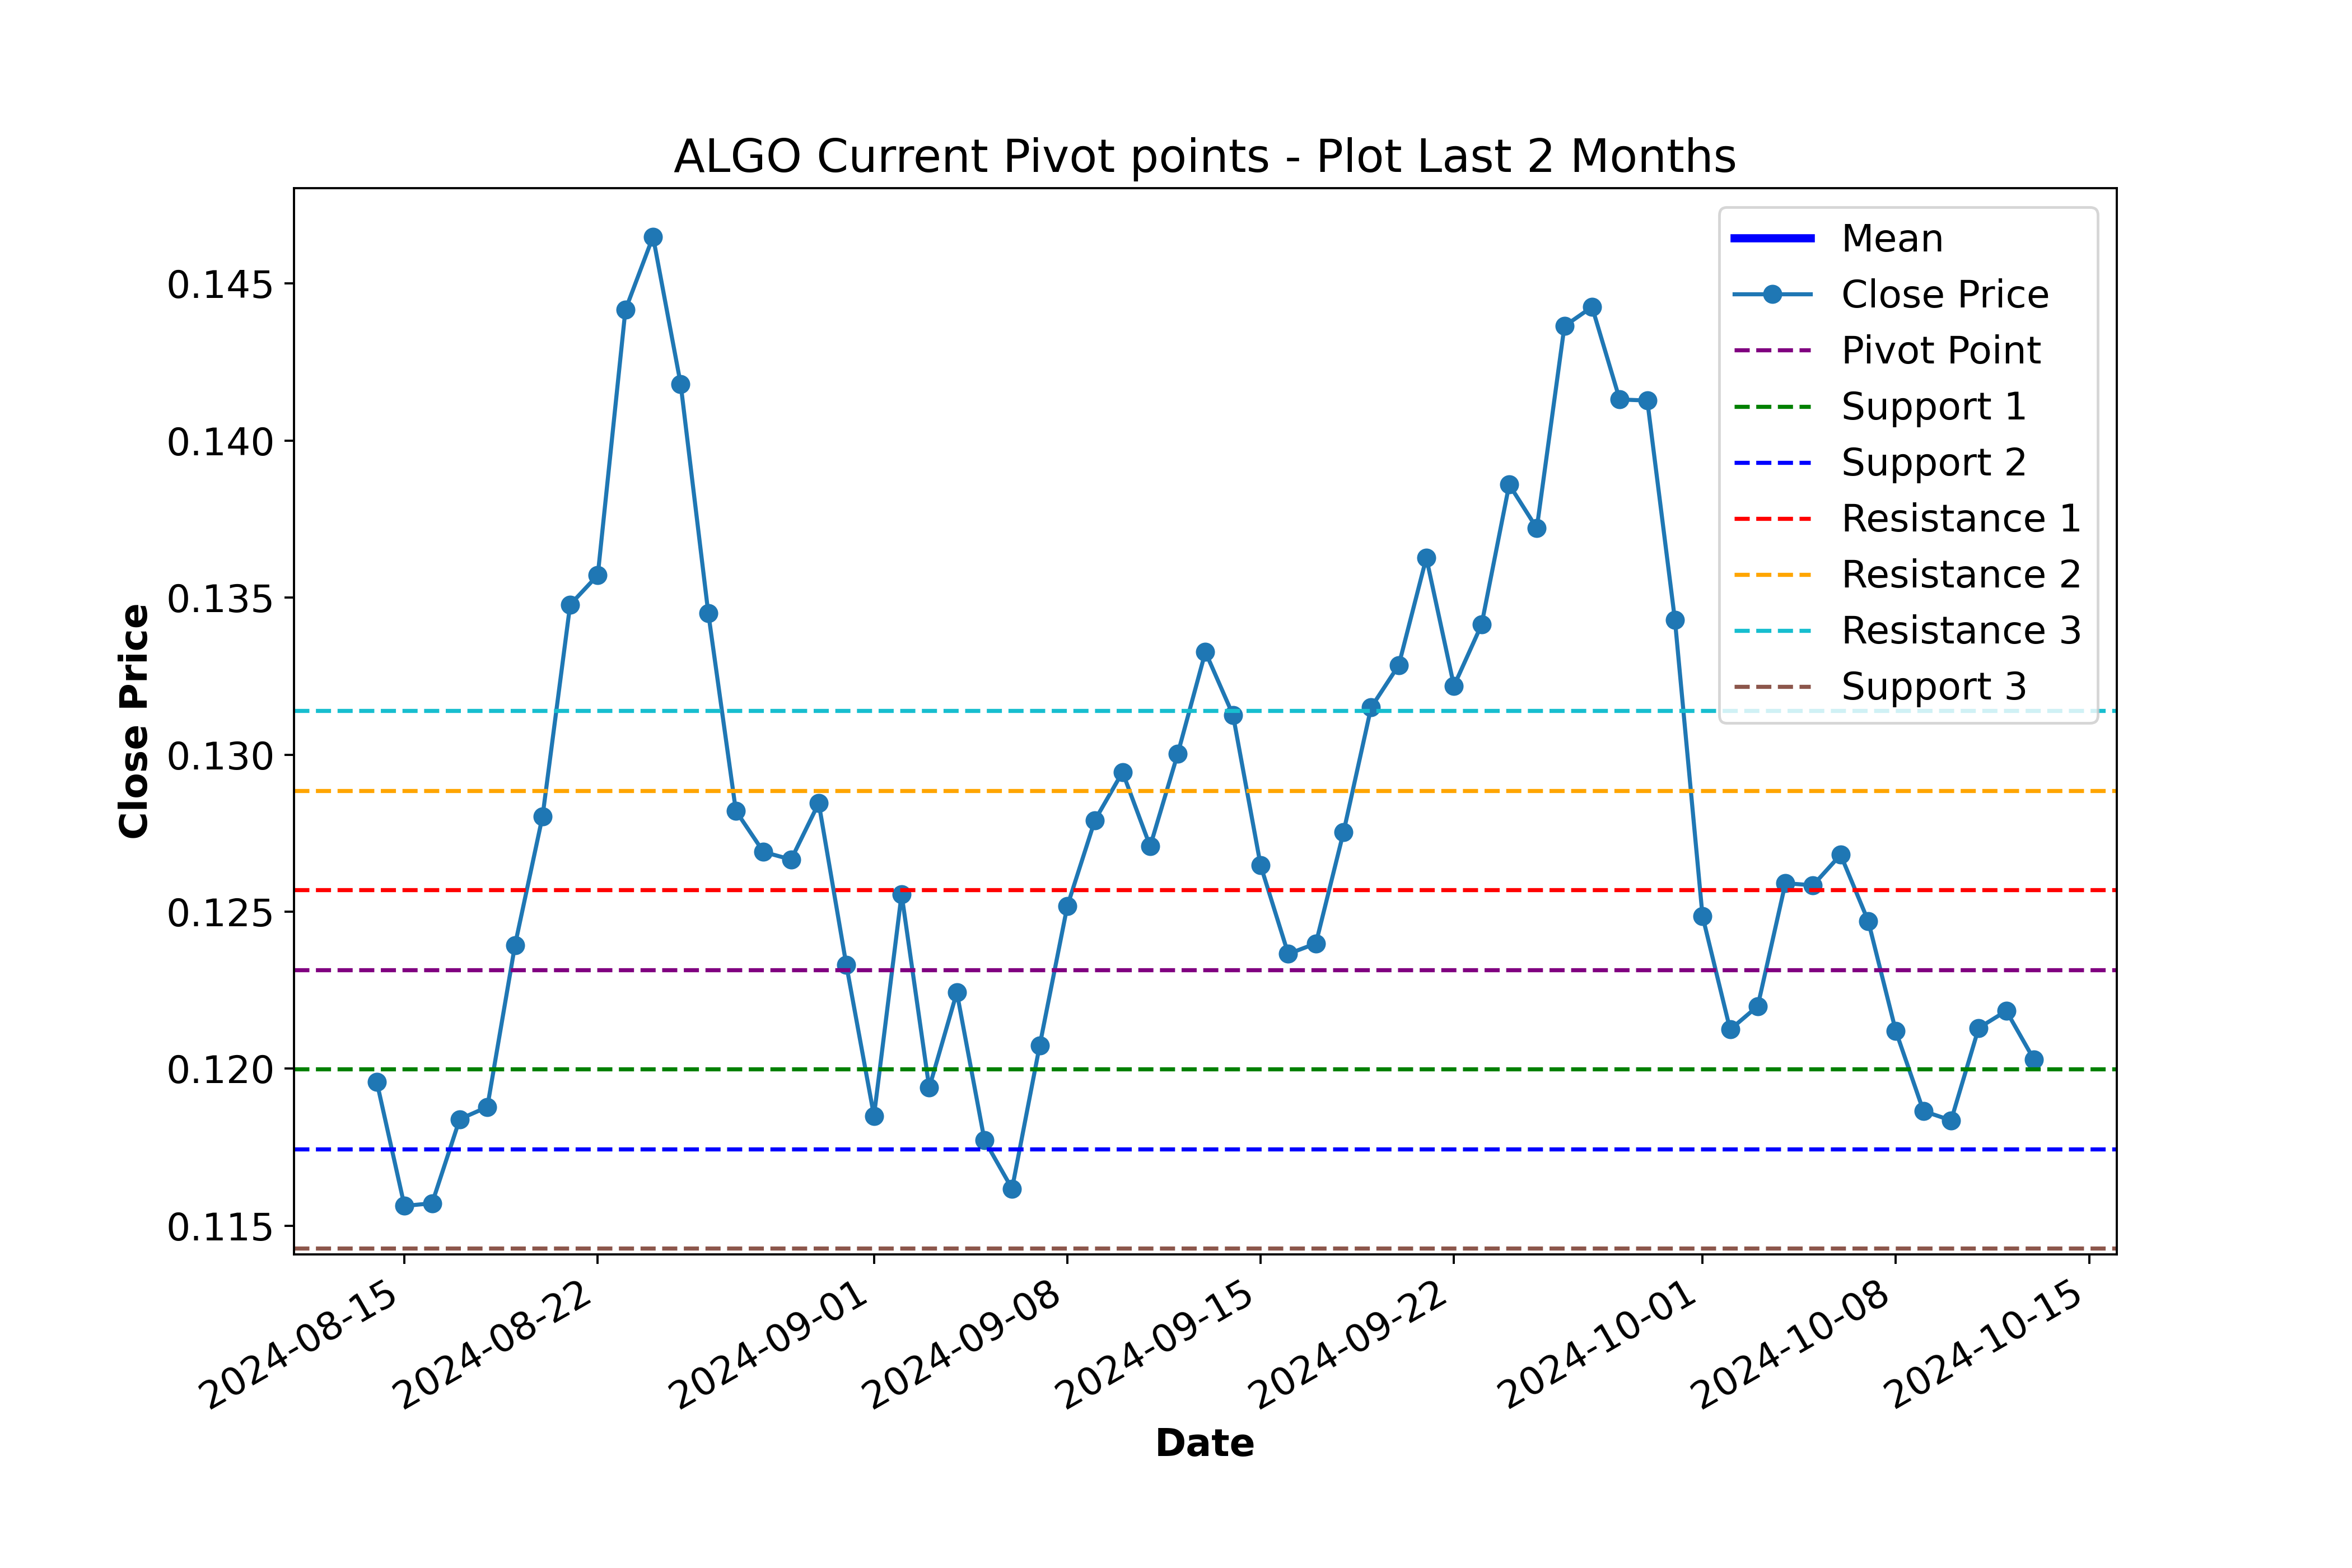 ALGO Current Pivot points - Plot Last 2 Months
Mean
Close Price
Pivot Point
Support 1
Support 2
Resistance 1
Resistance 2
Resistance 3
Support 3
Close Price
0.145
0.140
0.135
0.130
0.125
0.120
0.115
2024-08-15
2024-08-22
2024-09-01
2024-09-08
2024-09-15
2024-09-22
2024-10-01
2024-10-08
2024-10-15
Date